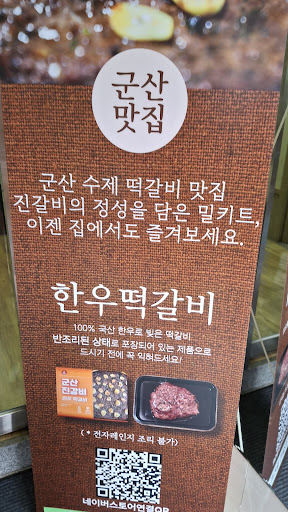 군산
맛집
군산 수제 떡갈비 맛집
진갈비의 정성을 담은 밀키트,
이젠 집에서도 즐겨보세요.
한우떡갈비
100% 국산 한우로 빚은 떡갈비
반조리된 상태로 포장되어 있는 제품으로
드시기 전에 꼭 익혀드세요!
군산
진갈비
( * 전자레인지 조리 불가)
네이버스토어연결QR